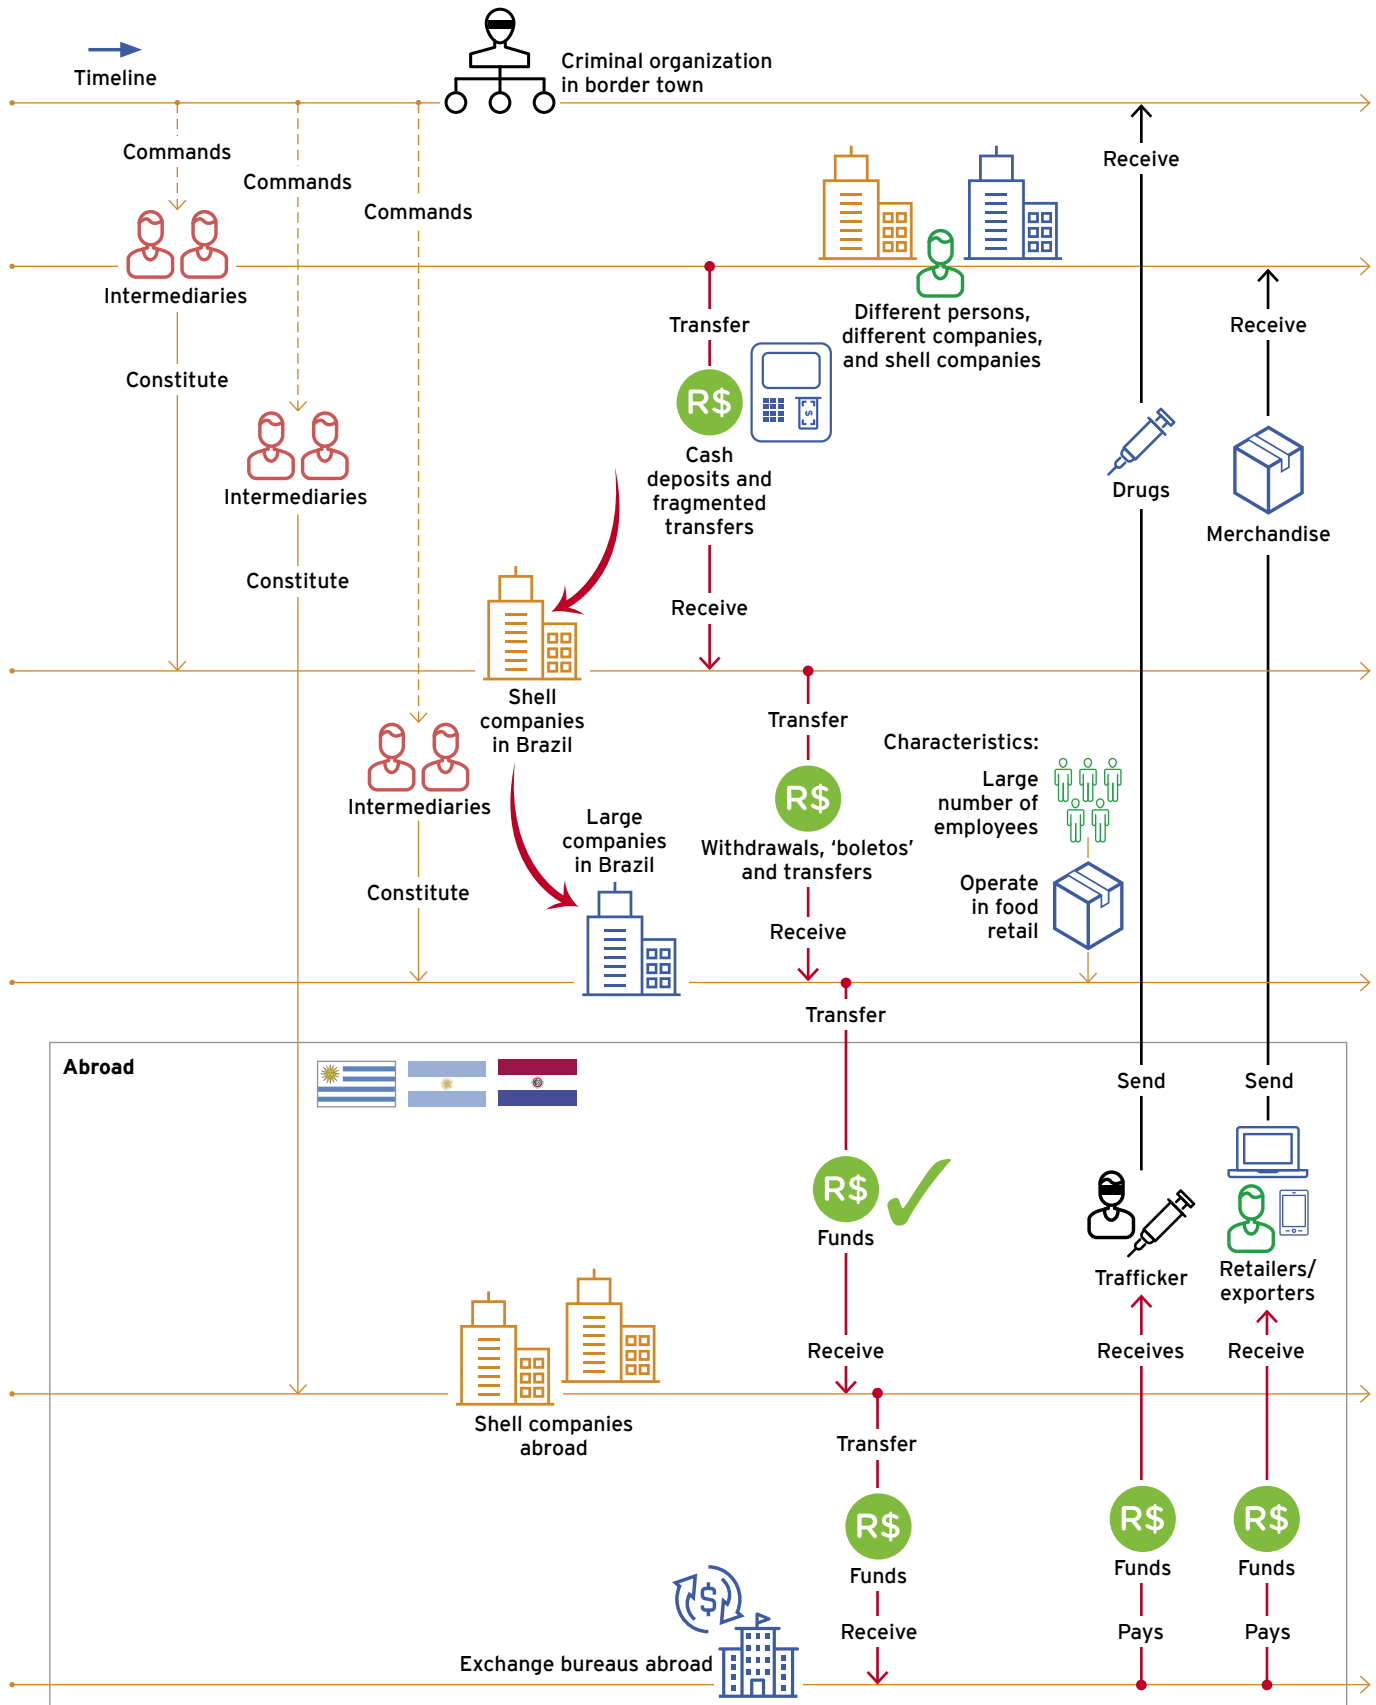 Timeline
Criminal organization
in border town
Commands
Commands
Commands
Receive
Intermediaries
Different persons,
different companies,
and shell companies
Transfer
Receive
Constitute
R$
Cash
deposits and
fragmented
transfers
Drugs
Merchandise
Intermediaries
Constitute
Receive
Shell
companies
in Brazil
Transfer
Characteristics:
Large
number of
employees
R$
Intermediaries
Large
companies
in Brazil
Withdrawals, ‘boletos’
and transfers
Operate
in food
retail
Constitute
Receive
Transfer
Abroad
Send
Send
R$
Funds
Trafficker
Retailers/
exporters
Receive
Receives
Receive
Shell companies
abroad
Transfer
R$
R$
R$
Funds
Funds
Funds
$
Receive
Pays
Pays
Exchange bureaus abroad